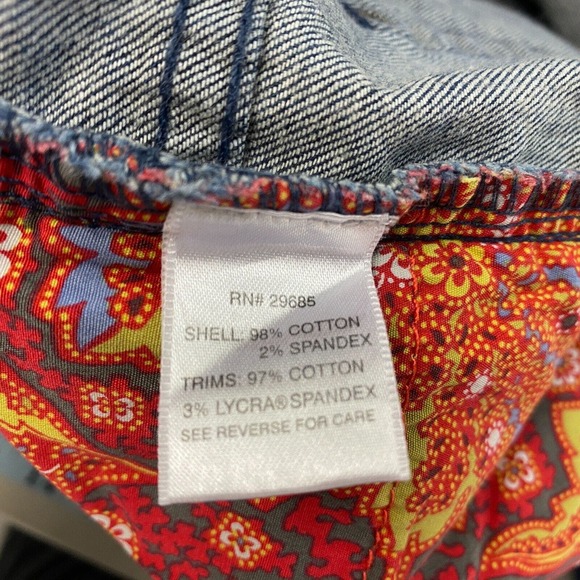 RN# 29685
SHELL: 98% COTTON
2% SPANDEX
TRIMS: 97% COTTON
3% LYCRA®SPANDEX
SEE REVERSE FOR CARE